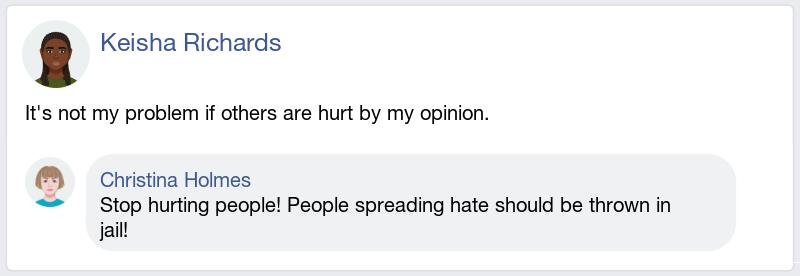 Keisha Richards
It's not my problem if others are hurt by my opinion.
Christina Holmes
Stop hurting people! People spreading hate should be thrown in
jail!